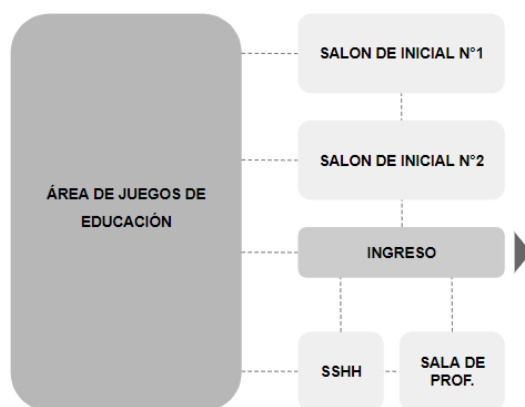 SALON DE INICIAL N°1
SALON DE INICIAL N°2
ÁREA DE JUEGOS DE
EDUCACIÓN
INGRESO
SSHH
SALA DE
PROF.